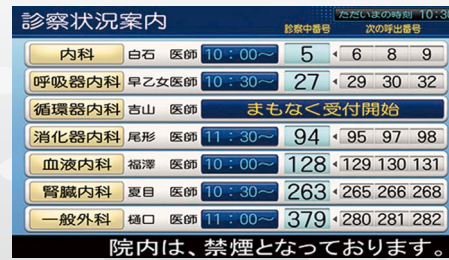 診察状況案内 ただいまの時刻 10:30
診察中番号 次の呼出番号
内科 白石 医師 10：00～ 5 6 8 9
呼吸器内科 早乙女医師 10：30～ 27 29 30 32
循環器内科 吉山 医師 まもなく受付開始
消化器内科 尾形 医師 11：30～ 94 95 97 98
血液内科 福澤 医師 10：00～ 128 129 130 131
腎臓内科 夏目 医師 10：30～ 263 265 266 268
一般外科 樋口 医師 11：00～ 379 280 281 282
院内は、禁煙となっております。